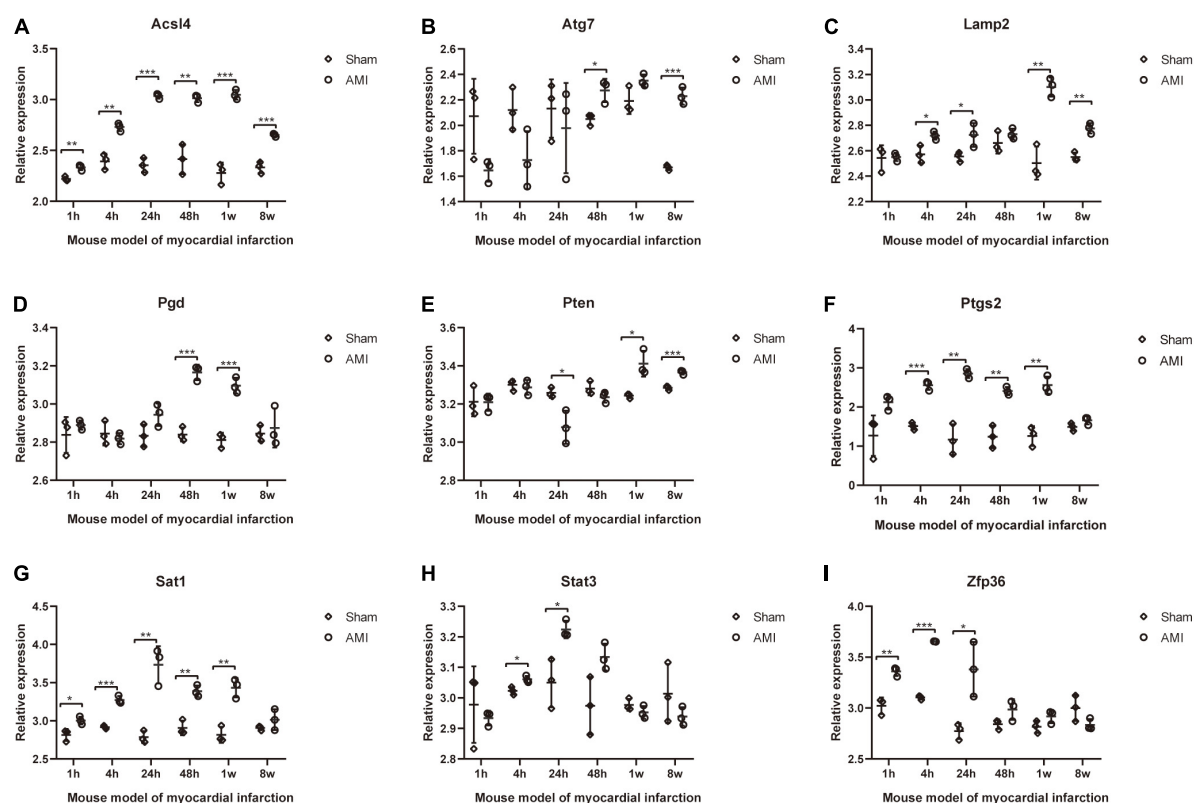 A
Acsl4
3.5
3.0
2.5
2.0
Relative expression
** ** *** ** *** ***
1h 4h 24h 48h 1w 8w
Mouse model of myocardial infarction
Sham
AMI
B
Atg7
2.6
2.4
2.2
2.0
1.8
1.6
1.4
Relative expression
* ***
1h 4h 24h 48h 1w 8w
Mouse model of myocardial infarction
Sham
AMI
C
Lamp2
3.4
3.2
3.0
2.8
2.6
2.4
2.2
Relative expression
* * ** **
1h 4h 24h 48h 1w 8w
Mouse model of myocardial infarction
Sham
AMI
D
Pgd
3.4
3.2
3.0
2.8
2.6
Relative expression
*** ***
1h 4h 24h 48h 1w 8w
Mouse model of myocardial infarction
Sham
AMI
E
Pten
3.6
3.4
3.2
3.0
2.8
Relative expression
* * ***
1h 4h 24h 48h 1w 8w
Mouse model of myocardial infarction
Sham
AMI
F
Ptgs2
4
3
2
1
0
Relative expression
*** ** ** **
1h 4h 24h 48h 1w 8w
Mouse model of myocardial infarction
Sham
AMI
G
Sat1
4.5
4.0
3.5
3.0
2.5
Relative expression
* *** ** ** **
1h 4h 24h 48h 1w 8w
Mouse model of myocardial infarction
Sham
AMI
H
Stat3
3.3
3.2
3.1
3.0
2.9
2.8
Relative expression
* *
1h 4h 24h 48h 1w 8w
Mouse model of myocardial infarction
Sham
AMI
I
Zfp36
4.0
3.5
3.0
2.5
Relative expression
** *** *
1h 4h 24h 48h 1w 8w
Mouse model of myocardial infarction
Sham
AMI